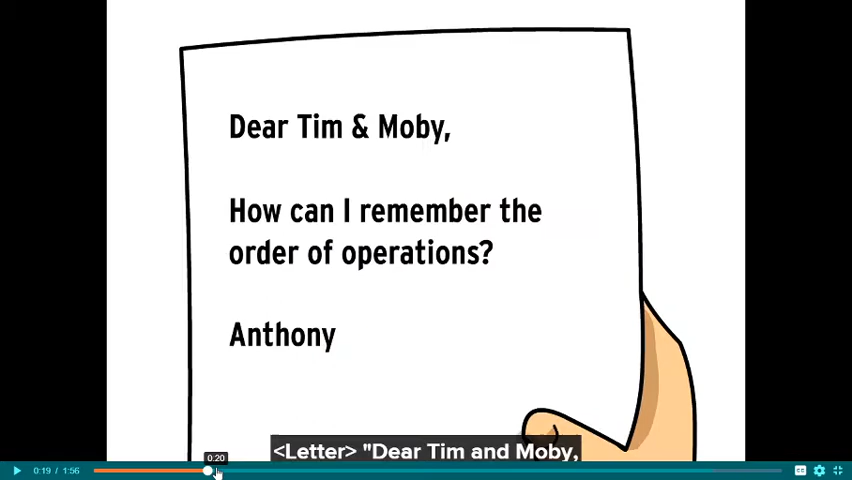 Dear Tim & Moby,
How can I remember the
order of operations?
Anthony
<Letter> "Dear Tim and Moby,
0:20
0:19 / 1:56
CC